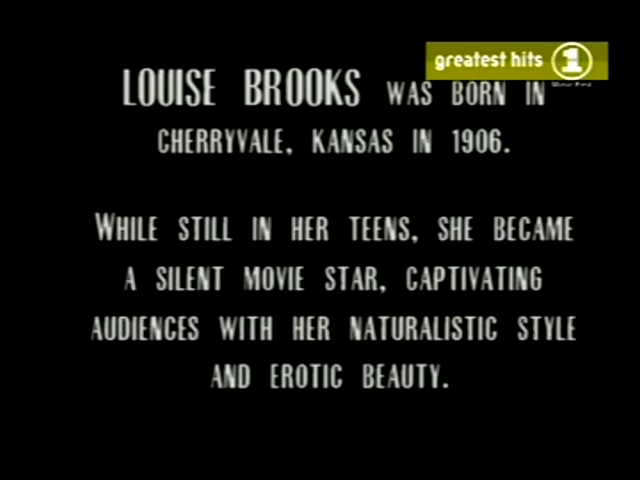 greatest hits 1
LOUISE BROOKS WAS BORN IN
CHERRYVALE, KANSAS IN 1906.
WHILE STILL IN HER TEENS, SHE BECAME
A SILENT MOVIE STAR, CAPTIVATING
AUDIENCES WITH HER NATURALISTIC STYLE
AND EROTIC BEAUTY.